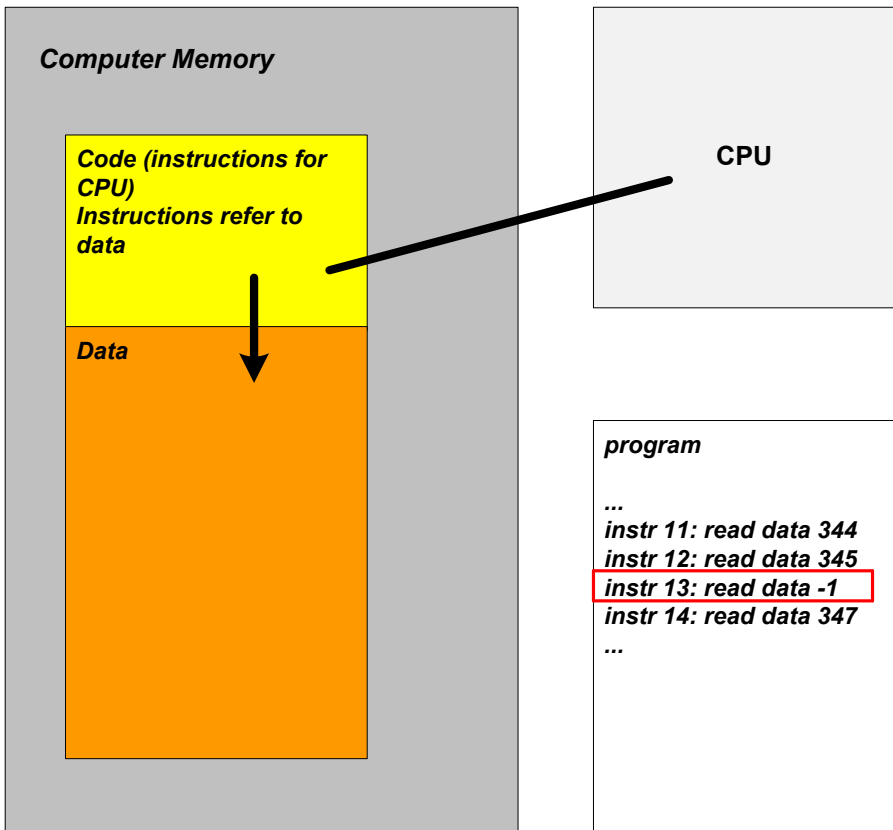 Computer Memory
Code (instructions for
CPU)
Instructions refer to
data
Data
CPU
program
...
instr 11: read data 344
instr 12: read data 345
instr 13: read data -1
instr 14: read data 347
...